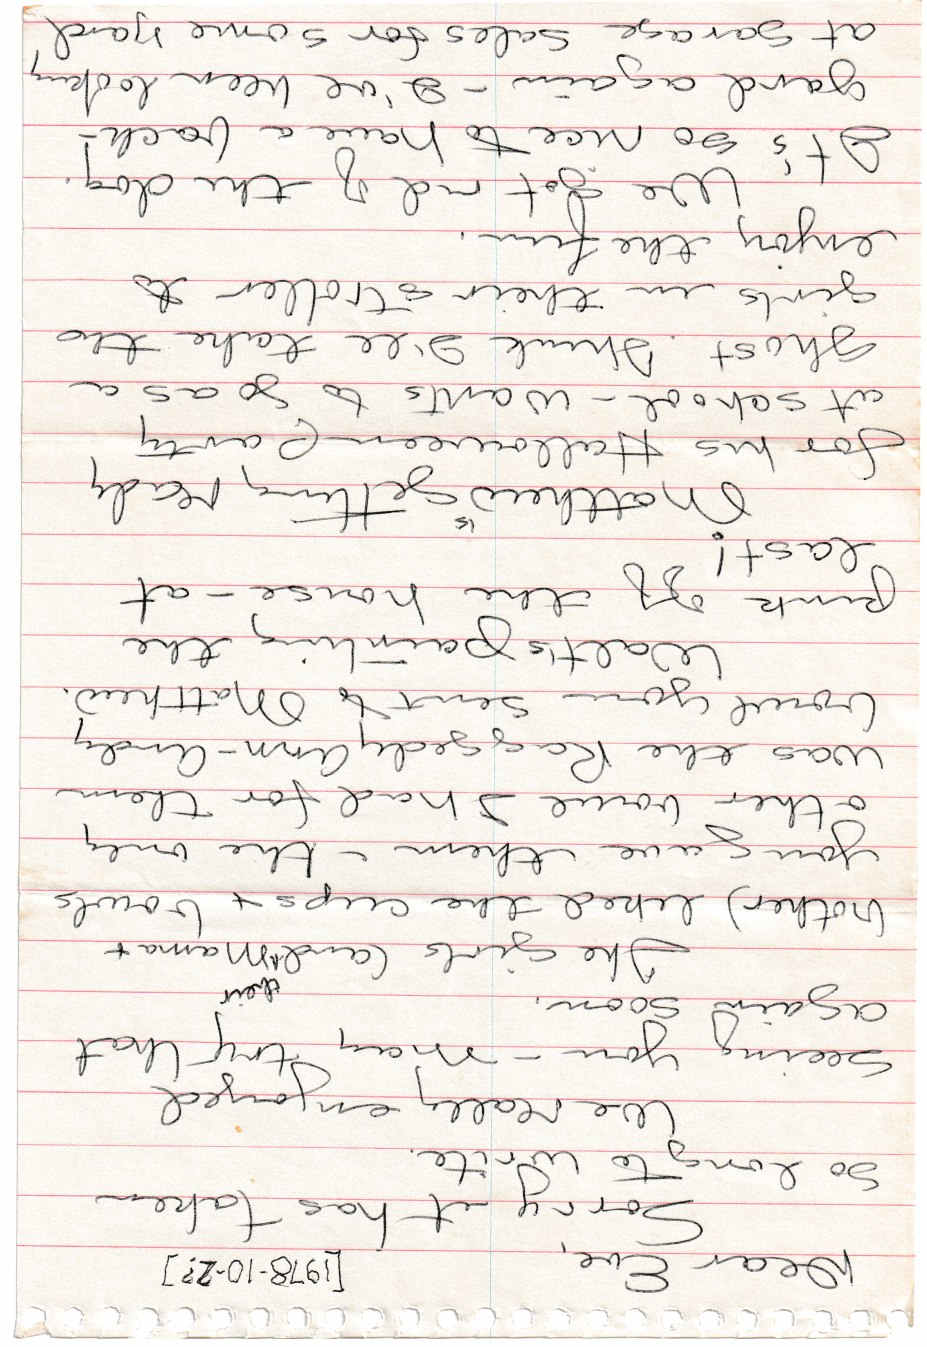 Dear Eve, [1978-10-2?]
Sorry it has taken
so long to write.
We really enjoyed
seeing you - may try that
again soon.
The girls (and their Mama +
brother) liked the cups + bowls
you gave them - the only
other bowl I had for them
was the Raggedy Ann-Andy
bowl you sent to Matthew.
Walt's painting the
pink off the house - at
last!
Matthew is getting ready
for his Halloween Party
at school - wants to go as a
ghost. Think I'll take the
girls in their stroller to
enjoy the fun.
We got rid of the dog.
It's so nice to have a back-
yard again - I've been looking
at garage sales for some yard